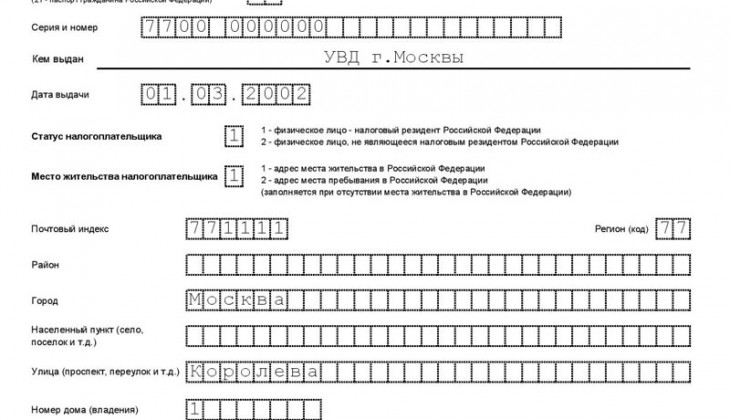 (21 - паспорт гражданина Российской Федерации)
Серия и номер 7700 000000
Кем выдан УВД г.Москвы
Дата выдачи 01.03.2002
Статус налогоплательщика 1 1 - физическое лицо - налоговый резидент Российской Федерации
2 - физическое лицо, не являющееся налоговым резидентом Российской Федерации
Место жительства налогоплательщика 1 1 - адрес места жительства в Российской Федерации
2 - адрес места пребывания в Российской Федерации
(заполняется при отсутствии места жительства в Российской Федерации)
Почтовый индекс 771111 Регион (код) 77
Район
Город Москва
Населенный пункт (село,
поселок и т.д.)
Улица (проспект, переулок и т.д.) Королева
Номер дома (владения) 1